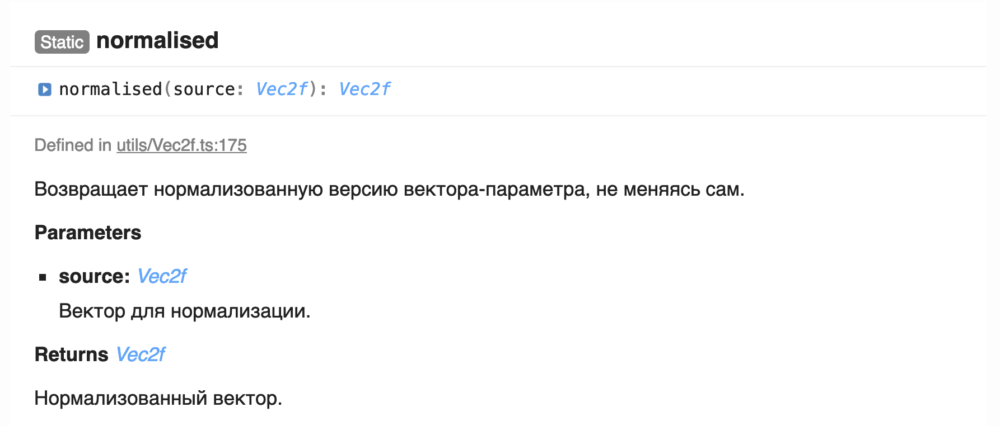 Static normalised
normalised(source: Vec2f): Vec2f
Defined in utils/Vec2f.ts:175
Возвращает нормализованную версию вектора-параметра, не меняясь сам.
Parameters
source: Vec2f
Вектор для нормализации.
Returns Vec2f
Нормализованный вектор.